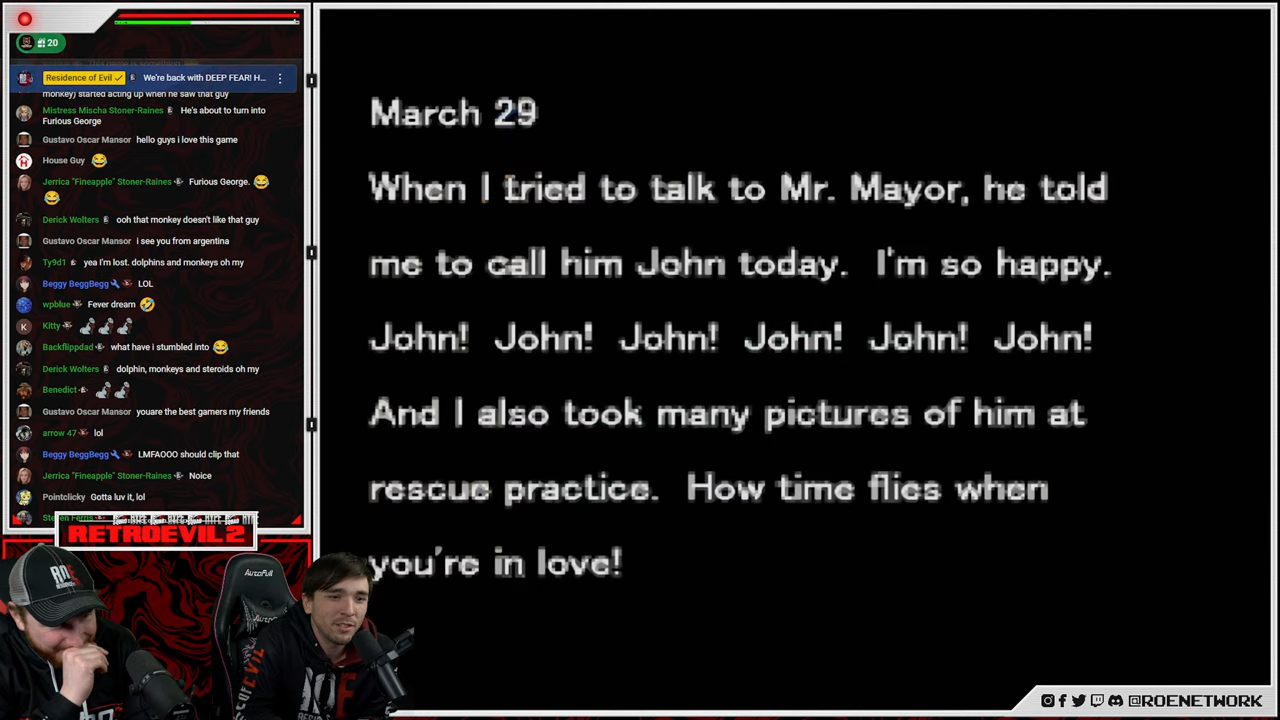 20
Residence of Evil We're back with DEEP FEAR! H...
monkey) started acting up when he saw that guy
Mistress Mischa Stoner-Raines He's about to turn into
Furious George
Gustavo Oscar Mansor hello guys i love this game
House Guy 😂
Jerrica "Fineapple" Stoner-Raines Furious George. 😂
😂
Derick Wolters ooh that monkey doesn't like that guy
Gustavo Oscar Mansor i see you from argentina
Ty9d1 yea I'm lost. dolphins and monkeys oh my
Beggy BeggBegg LOL
wpblue Fever dream 🤣
Kitty
Backflippdad what have i stumbled into 😂
Derick Wolters dolphin, monkeys and steroids oh my
Benedict
Gustavo Oscar Mansor youare the best gamers my friends
arrow 47 lol
Beggy BeggBegg LMFAOOO should clip that
Jerrica "Fineapple" Stoner-Raines Noice
Pointclicky Gotta luv it, lol
RETROEVIL2
March 29
When I tried to talk to Mr. Mayor, he told
me to call him John today. I'm so happy.
John! John! John! John! John! John!
And I also took many pictures of him at
rescue practice. How time flies when
you're in love!
AutoFull
@ROENETWORK